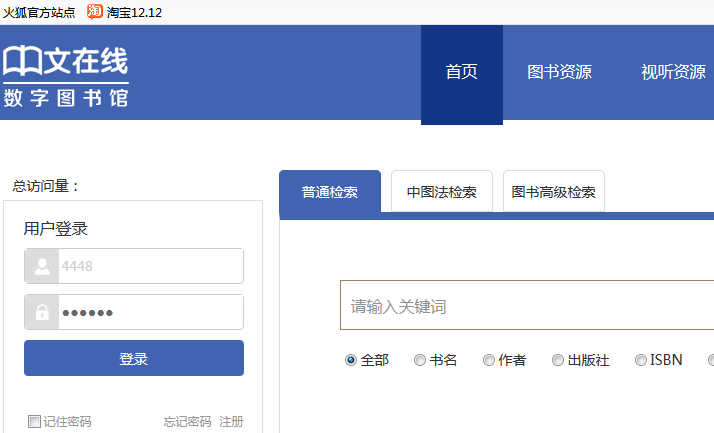 火狐官方站点 淘 淘宝12.12
中文在线
数字图书馆
首页 图书资源 视听资源
总访问量：
普通检索 中图法检索 图书高级检索
用户登录
4448
●●●●●●
请输入关键词
登录
全部 书名 作者 出版社 ISBN
记住密码 忘记密码 注册